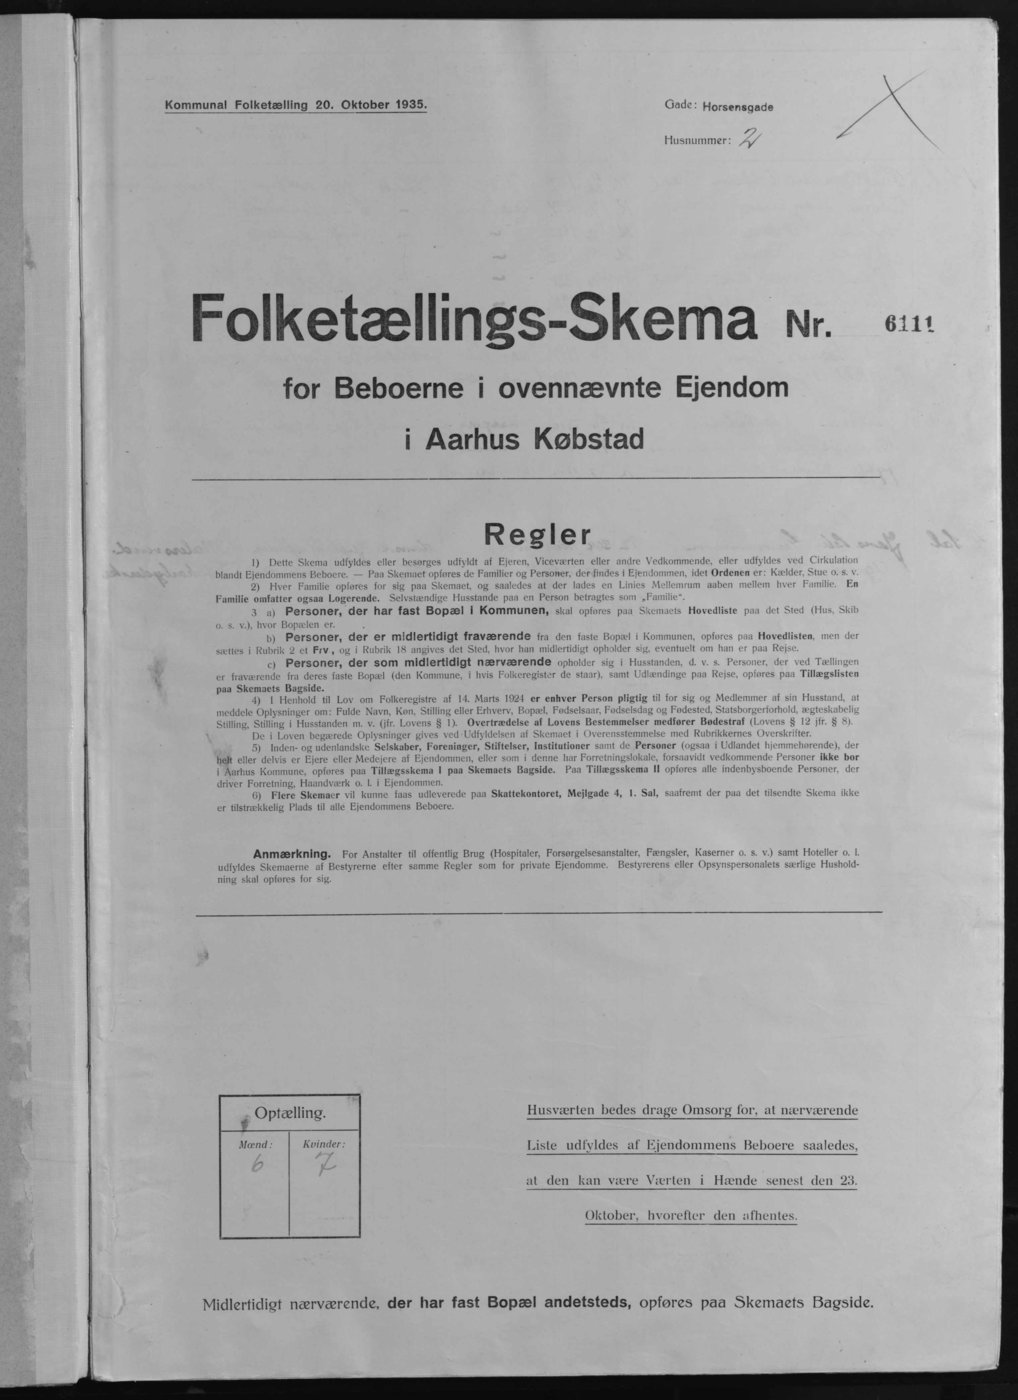 Kommunal Folketælling 20. Oktober 1935.
Gade: Horsensgade
Husnummer: 2
Folketællings-Skema Nr. 6111
for Beboerne i ovennævnte Ejendom
i Aarhus Købstad
Regler
1) Dette Skema udfyldes eller besørges udfyldt af Ejeren, Viceværten eller andre Vedkommende, eller udfyldes ved Cirkulation
blandt Ejendommens Beboere. — Paa Skemaet opføres de Familier og Personer, der findes i Ejendommen, idet Ordenen er: Kælder, Stue o. s. v.
2) Hver Familie opføres for sig paa Skemaet, og saaledes at der lades en Linies Mellemrum aaben mellem hver Familie. En
Familie omfatter ogsaa Logerende. Selvstændige Husstande paa en Person betragtes som „Familie“.
3 a) Personer, der har fast Bopæl i Kommunen, skal opføres paa Skemaets Hovedliste paa det Sted (Hus, Skib
o. s. v.), hvor Bopælen er.
b) Personer, der er midlertidigt fraværende fra den faste Bopæl i Kommunen, opføres paa Hovedlisten, men der
sættes i Rubrik 2 et Frv., og i Rubrik 18 angives det Sted, hvor han midlertidigt opholder sig, eventuelt om han er paa Rejse.
c) Personer, der som midlertidigt nærværende opholder sig i Husstanden, d. v. s. Personer, der ved Tællingen
er fraværende fra deres faste Bopæl (den Kommune, i hvis Folkeregister de staar), samt Udlændinge paa Rejse, opføres paa Tillægslisten
paa Skemaets Bagside.
4) I Henhold til Lov om Folkeregistre af 14. Marts 1924 er enhver Person pligtig til for sig og Medlemmer af sin Husstand, at
meddele Oplysninger om: Fulde Navn, Køn, Stilling eller Erhverv, Bopæl, Fødselsaar, Fødselsdag og Fødested, Statsborgerforhold, ægteskabelig
Stilling, Stilling i Husstanden m. v. (jfr. Lovens § 1). Overtrædelse af Lovens Bestemmelser medfører Bødestraf (Lovens § 12 jfr. § 8).
De i Loven begærede Oplysninger gives ved Udfyldelsen af Skemaet i Overensstemmelse med Rubrikkernes Overskrifter.
5) Inden- og udenlandske Selskaber, Foreninger, Stiftelser, Institutioner samt de Personer (ogsaa i Udlandet hjemmehørende), der
helt eller delvis er Ejere eller Medejere af Ejendommen, eller som i denne har Forretningslokale, forsaavidt vedkommende Personer ikke bor
i Aarhus Kommune, opføres paa Tillægsskema I paa Skemaets Bagside. Paa Tillægsskema II opføres alle indenbysboende Personer, der
driver Forretning, Haandværk o. l. i Ejendommen.
6) Flere Skemaer vil kunne faas udleverede paa Skattekontoret, Mejlgade 4, 1. Sal, saafremt der paa det tilsendte Skema ikke
er tilstrækkelig Plads til alle Ejendommens Beboere.
Anmærkning. For Anstalter til offentlig Brug (Hospitaler, Forsørgelsesanstalter, Fængsler, Kaserner o. s. v.) samt Hoteller o. l.
udfyldes Skemaerne af Bestyrerne efter samme Regler som for private Ejendomme. Bestyrerens eller Opsynspersonalets særlige Hushold-
ning skal opføres for sig.
Optælling.
Mænd: Kvinder:
6 7
Husværten bedes drage Omsorg for, at nærværende
Liste udfyldes af Ejendommens Beboere saaledes,
at den kan være Værten i Hænde senest den 23.
Oktober, hvorefter den afhentes.
Midlertidigt nærværende, der har fast Bopæl andetsteds, opføres paa Skemaets Bagside.